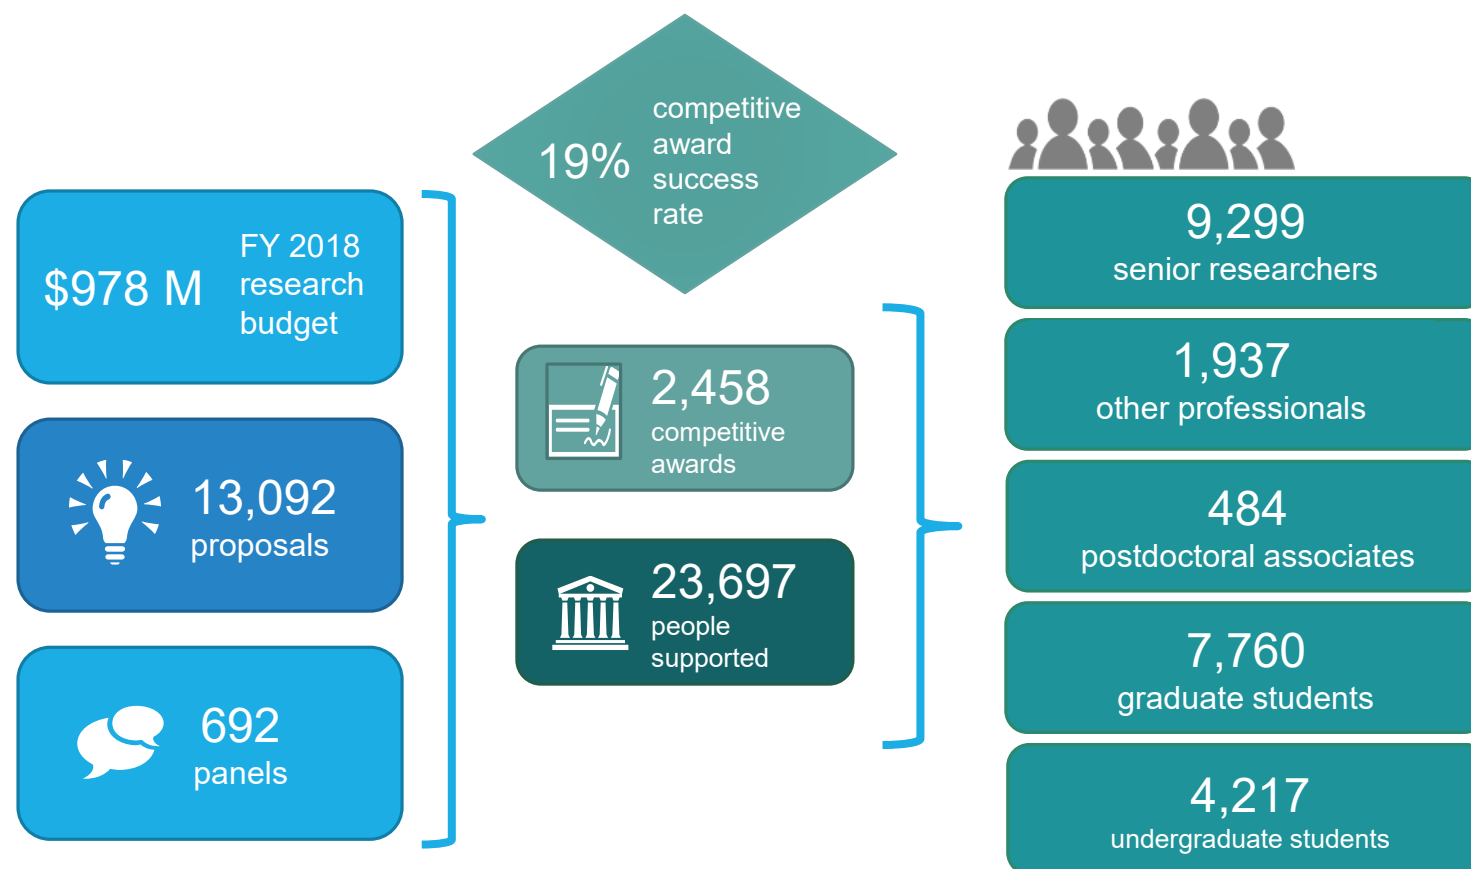 $978 M
FY 2018
research
budget
13,092
proposals
692
panels
19%
competitive
award
success
rate
2,458
competitive
awards
23,697
people
supported
9,299
senior researchers
1,937
other professionals
484
postdoctoral associates
7,760
graduate students
4,217
undergraduate students